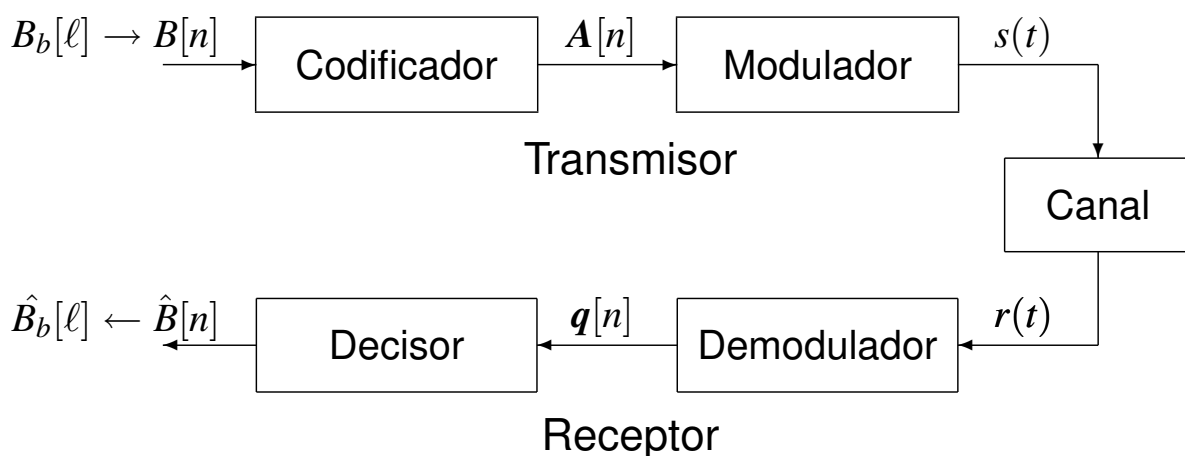 B_b[ℓ] → B[n]
Codificador
A[n]
Modulador
s(t)
Transmisor
Canal
B̂_b[ℓ] ← B̂[n]
Decisor
q[n]
Demodulador
r(t)
Receptor